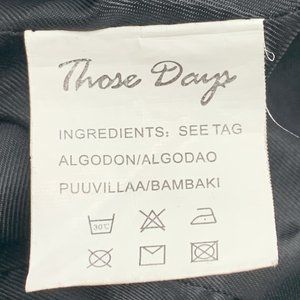 Those Days
INGREDIENTS: SEE TAG
ALGODON/ALGODAO
PUUVILLAA/BAMBAKI
30℃